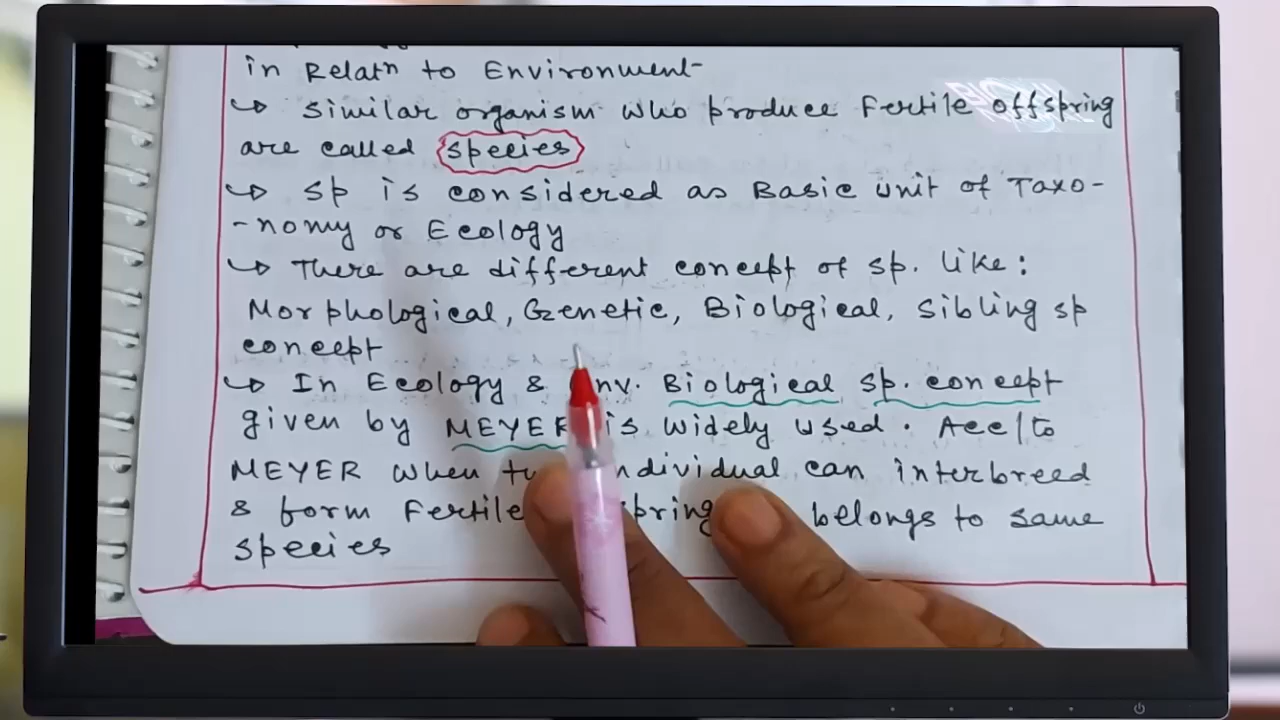 in Relatn to Environment
↳ Similar organism who produce Fertile offspring
are called species
↳ Sp is considered as Basic unit of Taxo-
-nomy or Ecology
↳ There are different concept of sp. like:
Morphological, Genetic, Biological, Sibling sp
concept
↳ In Ecology & Env. Biological sp. concept
given by MEYER is widely used. Acc/to
MEYER when individual can interbreed
& form Fertile belongs to same
species